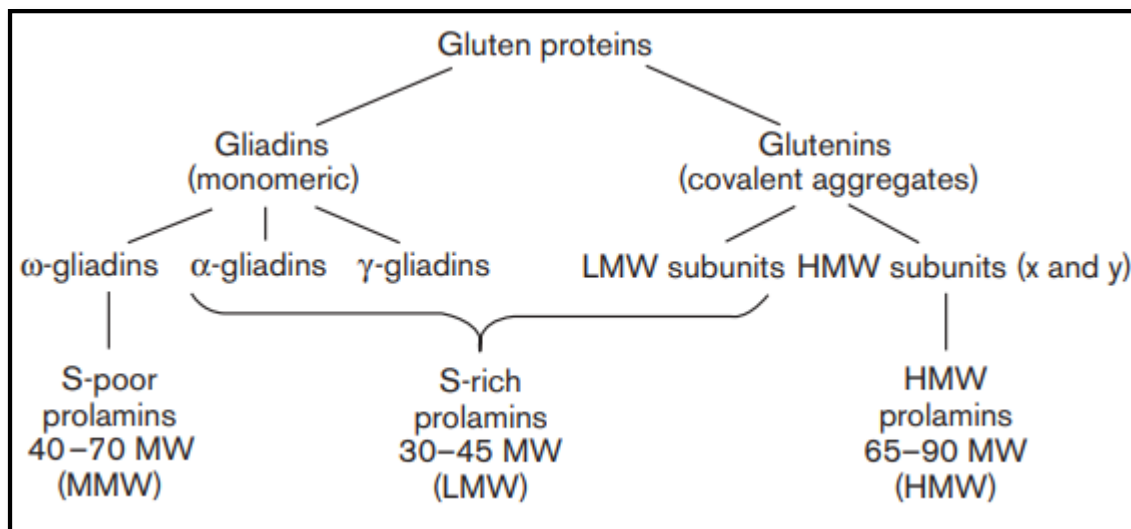 Gluten proteins
Gliadins
(monomeric)
Glutenins
(covalent aggregates)
ω-gliadins α-gliadins γ-gliadins LMW subunits HMW subunits (x and y)
S-poor
prolamins
40–70 MW
(MMW)
S-rich
prolamins
30–45 MW
(LMW)
HMW
prolamins
65–90 MW
(HMW)